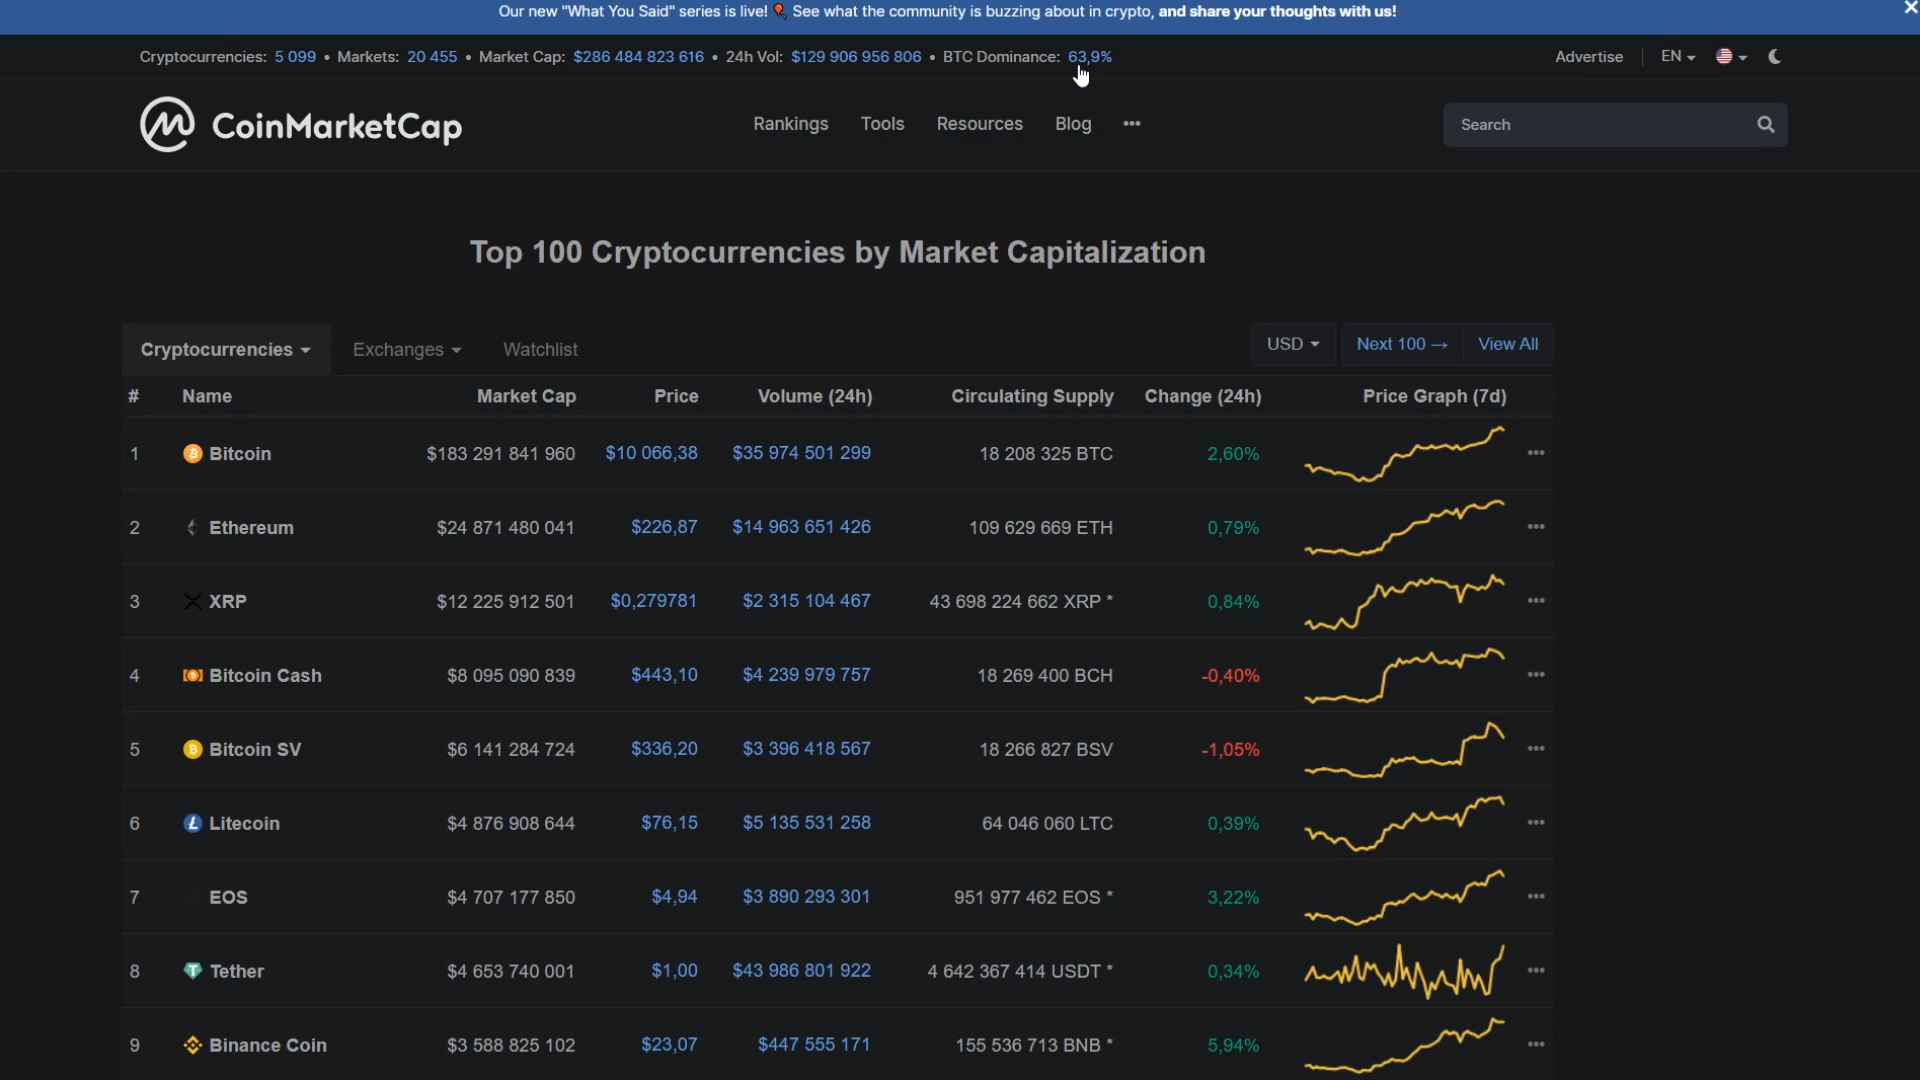 Our new "What You Said" series is live! 🎈 See what the community is buzzing about in crypto, and share your thoughts with us!
Cryptocurrencies: 5 099 • Markets: 20 455 • Market Cap: $286 484 823 616 • 24h Vol: $129 906 956 806 • BTC Dominance: 63,9%
Advertise EN
CoinMarketCap
Rankings Tools Resources Blog •••
Search
Top 100 Cryptocurrencies by Market Capitalization
Cryptocurrencies Exchanges Watchlist USD Next 100 → View All
# Name Market Cap Price Volume (24h) Circulating Supply Change (24h) Price Graph (7d)
1 Bitcoin $183 291 841 960 $10 066,38 $35 974 501 299 18 208 325 BTC 2,60%
2 Ethereum $24 871 480 041 $226,87 $14 963 651 426 109 629 669 ETH 0,79%
3 XRP $12 225 912 501 $0,279781 $2 315 104 467 43 698 224 662 XRP * 0,84%
4 Bitcoin Cash $8 095 090 839 $443,10 $4 239 979 757 18 269 400 BCH -0,40%
5 Bitcoin SV $6 141 284 724 $336,20 $3 396 418 567 18 266 827 BSV -1,05%
6 Litecoin $4 876 908 644 $76,15 $5 135 531 258 64 046 060 LTC 0,39%
7 EOS $4 707 177 850 $4,94 $3 890 293 301 951 977 462 EOS * 3,22%
8 Tether $4 653 740 001 $1,00 $43 986 801 922 4 642 367 414 USDT * 0,34%
9 Binance Coin $3 588 825 102 $23,07 $447 555 171 155 536 713 BNB * 5,94%